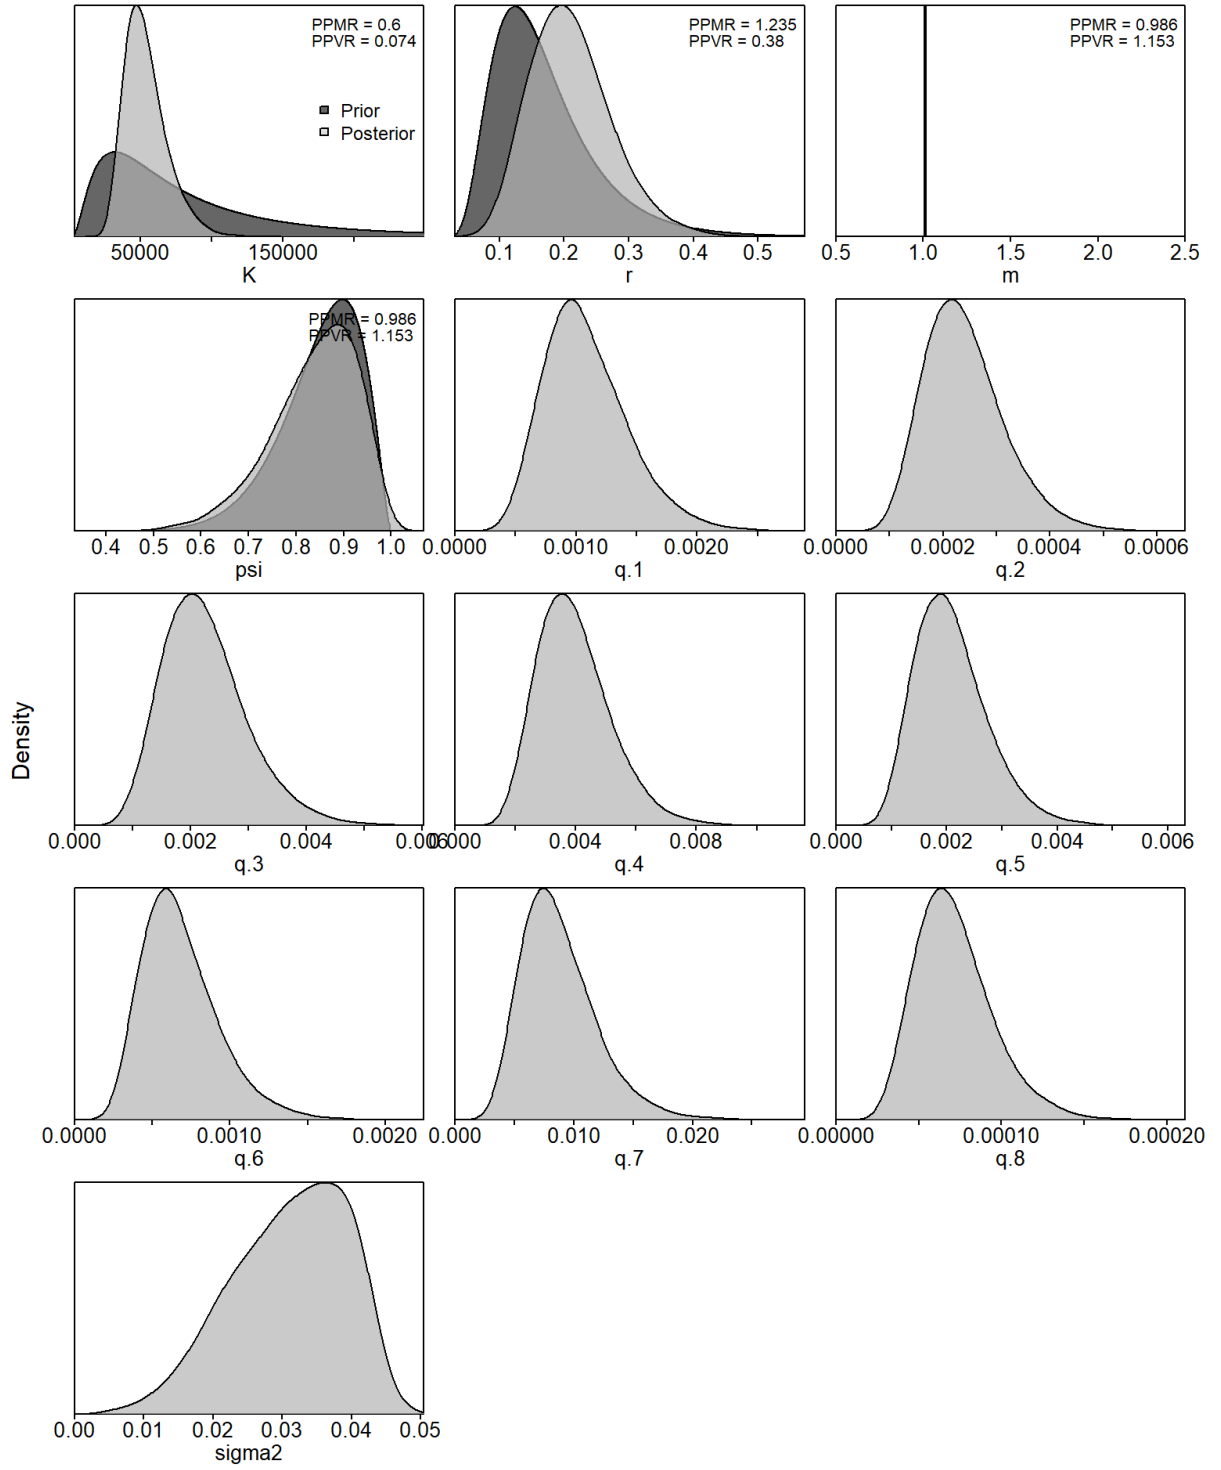 PPMR = 0.6
PPVR = 0.074
Prior
Posterior
50000 150000
K
PPMR = 1.235
PPVR = 0.38
0.1 0.2 0.3 0.4 0.5
r
PPMR = 0.986
PPVR = 1.153
0.5 1.0 1.5 2.0 2.5
m
PPMR = 0.986
PPVR = 1.153
0.4 0.5 0.6 0.7 0.8 0.9 1.0
psi
0.0000 0.0010 0.0020
q.1
0.0000 0.0002 0.0004 0.0006
q.2
Density
0.000 0.002 0.004 0.006
q.3
0.000 0.004 0.008
q.4
0.000 0.002 0.004 0.006
q.5
0.0000 0.0010 0.0020
q.6
0.000 0.010 0.020
q.7
0.00000 0.00010 0.00020
q.8
0.00 0.01 0.02 0.03 0.04 0.05
sigma2